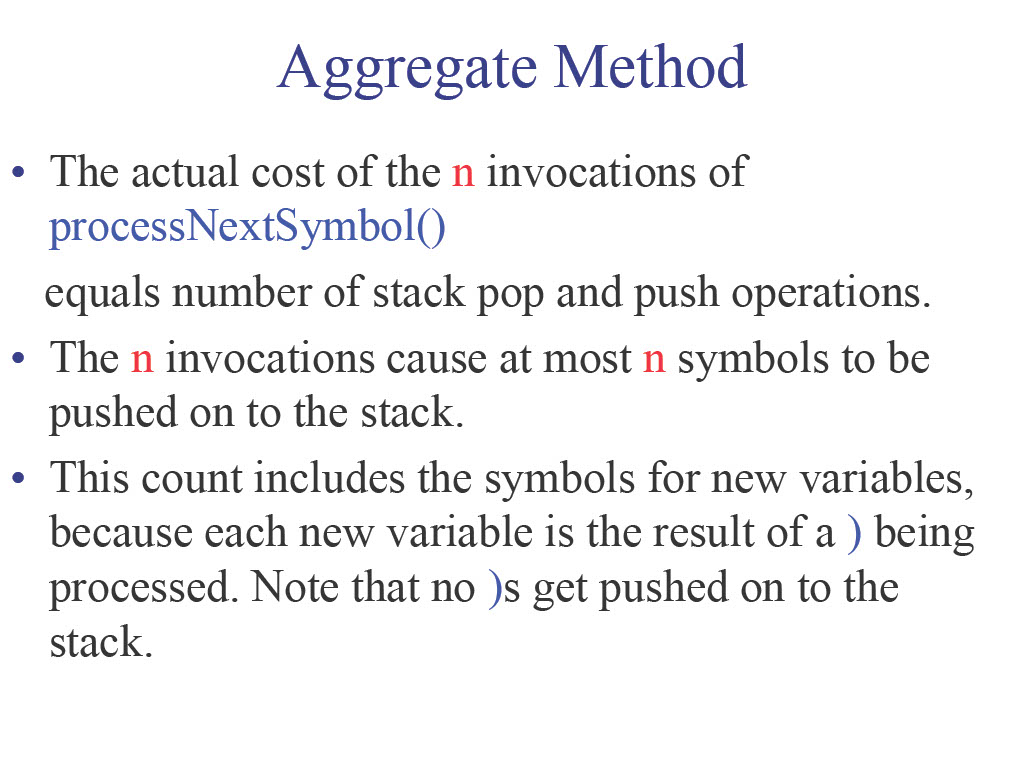 Aggregate Method
• The actual cost of the n invocations of
processNextSymbol()
equals number of stack pop and push operations.
• The n invocations cause at most n symbols to be
pushed on to the stack.
• This count includes the symbols for new variables,
because each new variable is the result of a ) being
processed. Note that no )s get pushed on to the
stack.